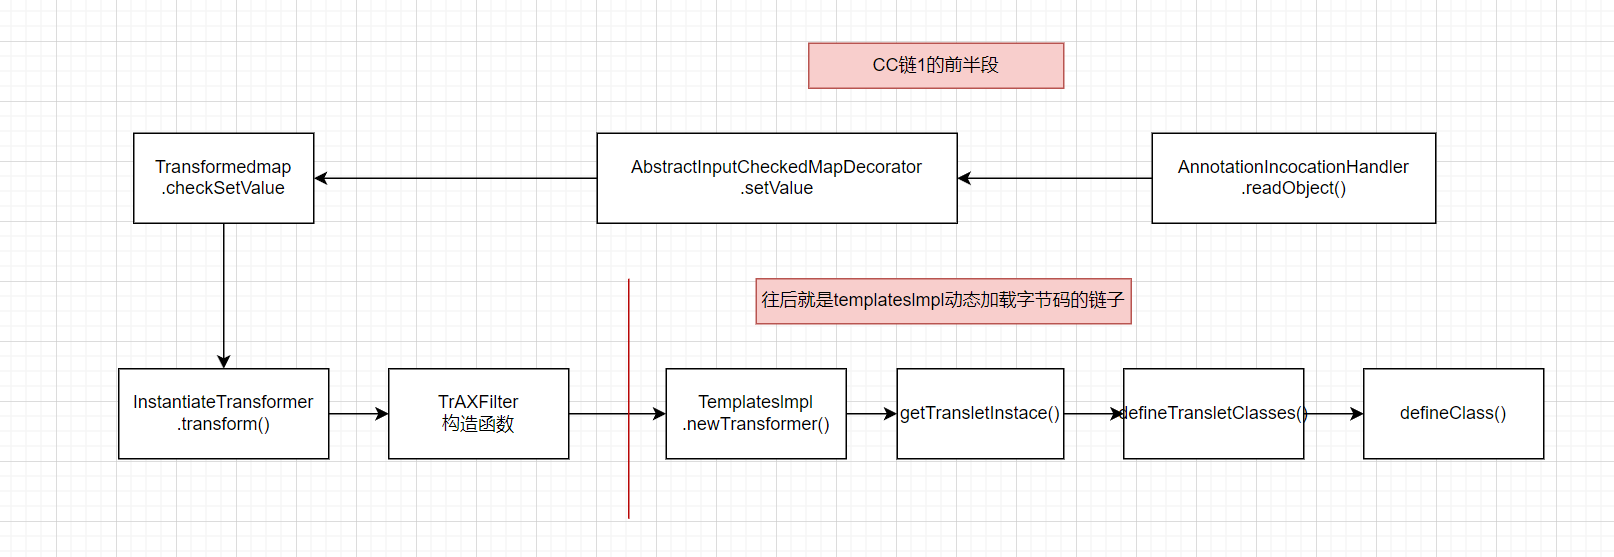 CC链1的前半段
Transformedmap
.checkSetValue
AbstractInputCheckedMapDecorator
.setValue
AnnotationIncocationHandler
.readObject()
往后就是templatesImpl动态加载字节码的链子
InstantiateTransformer
.transform()
TrAXFilter
构造函数
TemplatesImpl
.newTransformer()
getTransletInstace()
defineTransletClasses()
defineClass()